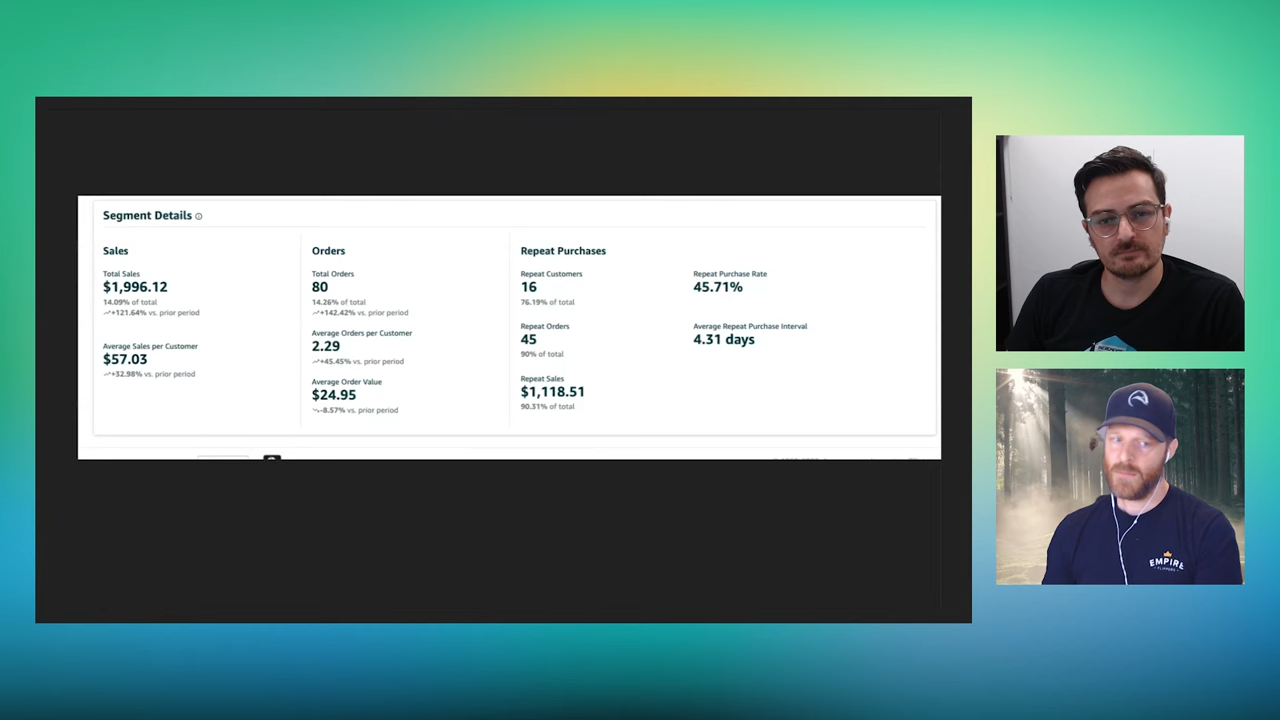 Segment Details
Sales
Total Sales
$1,996.12
14.09% of total
+121.64% vs. prior period
Average Sales per Customer
$57.03
+32.98% vs. prior period
Orders
Total Orders
80
14.26% of total
+142.42% vs. prior period
Average Orders per Customer
2.29
+45.45% vs. prior period
Average Order Value
$24.95
-8.57% vs. prior period
Repeat Purchases
Repeat Customers
16
76.19% of total
Repeat Orders
45
90% of total
Repeat Sales
$1,118.51
90.31% of total
Repeat Purchase Rate
45.71%
Average Repeat Purchase Interval
4.31 days
EMPIRE
FLIPPERS